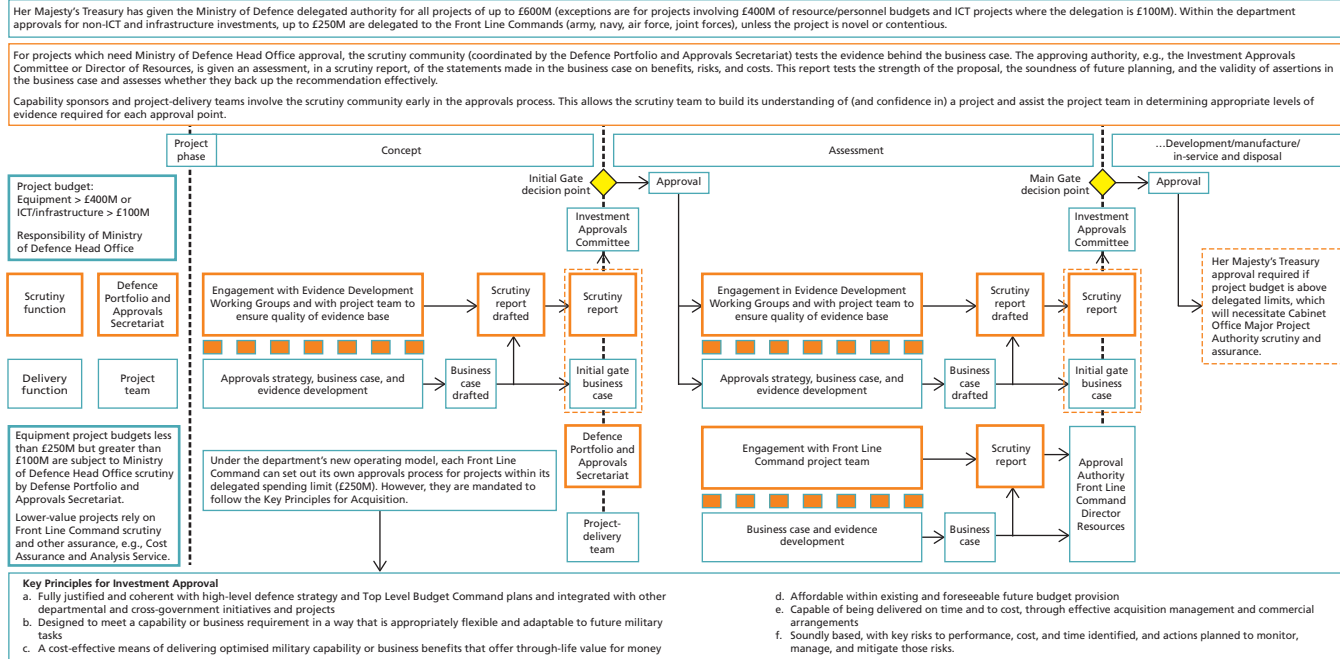 Her Majesty's Treasury has given the Ministry of Defence delegated authority for all projects of up to £600M (exceptions are for projects involving £400M of resource/personnel budgets and ICT projects where the delegation is £100M). Within the department
approvals for non-ICT and infrastructure investments, up to £250M are delegated to the Front Line Commands (army, navy, air force, joint forces), unless the project is novel or contentious.
For projects which need Ministry of Defence Head Office approval, the scrutiny community (coordinated by the Defence Portfolio and Approvals Secretariat) tests the evidence behind the business case. The approving authority, e.g., the Investment Approvals
Committee or Director of Resources, is given an assessment, in a scrutiny report, of the statements made in the business case on benefits, risks, and costs. This report tests the strength of the proposal, the soundness of future planning, and the validity of assertions in
the business case and assesses whether they back up the recommendation effectively.
Capability sponsors and project-delivery teams involve the scrutiny community early in the approvals process. This allows the scrutiny team to build its understanding of (and confidence in) a project and assist the project team in determining appropriate levels of
evidence required for each approval point.
Project
phase
Concept
Assessment
...Development/manufacture/
in-service and disposal
Project budget:
Equipment > £400M or
ICT/infrastructure > £100M
Responsibility of Ministry
of Defence Head Office
Initial Gate
decision point
Approval
Main Gate
decision point
Approval
Investment
Approvals
Committee
Investment
Approvals
Committee
Scrutiny
function
Defence
Portfolio and
Approvals
Secretariat
Engagement with Evidence Development
Working Groups and with project team to
ensure quality of evidence base
Scrutiny
report
drafted
Scrutiny
report
Engagement in Evidence Development
Working Groups and with project team to
ensure quality of evidence base
Scrutiny
report
drafted
Scrutiny
report
Her Majesty's Treasury
approval required if
project budget is above
delegated limits, which
will necessitate Cabinet
Office Major Project
Authority scrutiny and
assurance.
Delivery
function
Project
team
Approvals strategy, business case, and
evidence development
Business
case
drafted
Initial gate
business
case
Approvals strategy, business case, and
evidence development
Business
case
drafted
Initial gate
business
case
Equipment project budgets less
than £250M but greater than
£100M are subject to Ministry
of Defence Head Office scrutiny
by Defense Portfolio and
Approvals Secretariat.
Lower-value projects rely on
Front Line Command scrutiny
and other assurance, e.g., Cost
Assurance and Analysis Service.
Under the department's new operating model, each Front Line
Command can set out its own approvals process for projects within its
delegated spending limit (£250M). However, they are mandated to
follow the Key Principles for Acquisition.
Defence
Portfolio and
Approvals
Secretariat
Project-
delivery
team
Engagement with Front Line
Command project team
Scrutiny
report
Approval
Authority
Front Line
Command
Director
Resources
Business case and evidence
development
Business
case
Key Principles for Investment Approval
a. Fully justified and coherent with high-level defence strategy and Top Level Budget Command plans and integrated with other
departmental and cross-government initiatives and projects
b. Designed to meet a capability or business requirement in a way that is appropriately flexible and adaptable to future military
tasks
c. A cost-effective means of delivering optimised military capability or business benefits that offer through-life value for money
d. Affordable within existing and foreseeable future budget provision
e. Capable of being delivered on time and to cost, through effective acquisition management and commercial
arrangements
f. Soundly based, with key risks to performance, cost, and time identified, and actions planned to monitor,
manage, and mitigate those risks.